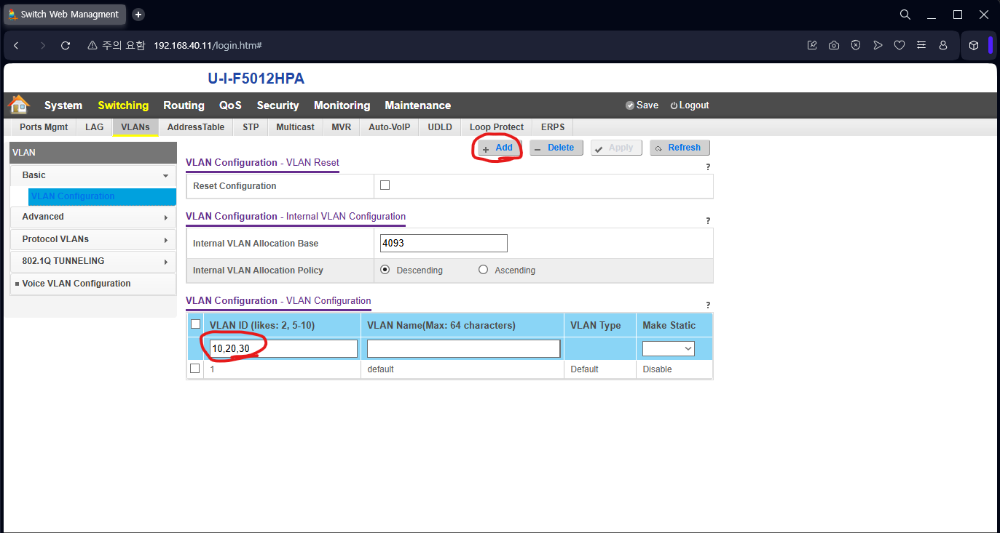 Switch Web Managment
주의 요함 192.168.40.11/login.htm#
U-I-F5012HPA
System Switching Routing QoS Security Monitoring Maintenance Save Logout
Ports Mgmt LAG VLANs AddressTable STP Multicast MVR Auto-VoIP UDLD Loop Protect ERPS
Add Delete Apply Refresh
VLAN
Basic
VLAN Configuration
Advanced
Protocol VLANs
802.1Q TUNNELING
Voice VLAN Configuration
VLAN Configuration - VLAN Reset ?
Reset Configuration
VLAN Configuration - Internal VLAN Configuration ?
Internal VLAN Allocation Base 4093
Internal VLAN Allocation Policy Descending Ascending
VLAN Configuration - VLAN Configuration ?
VLAN ID (likes: 2, 5-10) VLAN Name(Max: 64 characters) VLAN Type Make Static
10,20,30
1 default Default Disable